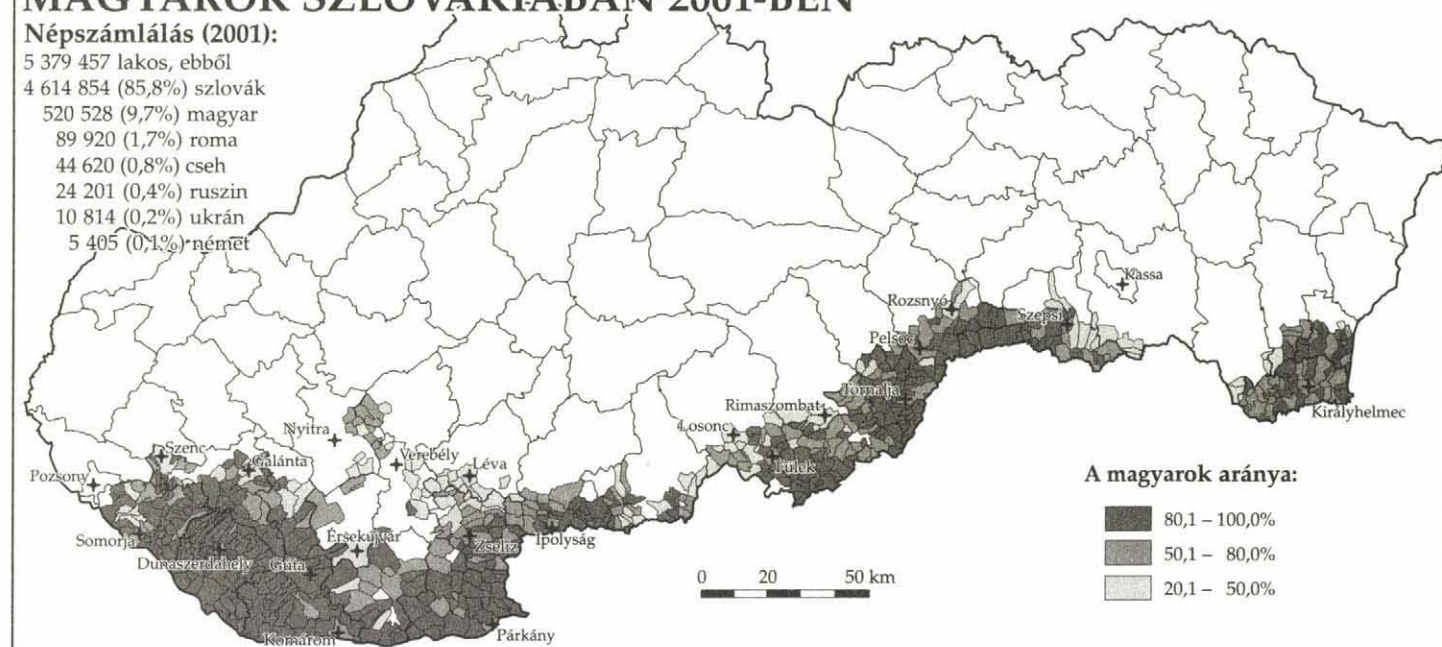 MAGYAROK SZLOVÁKIÁBAN 2001-BEN
Népszámlálás (2001):
5 379 457 lakos, ebből
4 614 854 (85,8%) szlovák
520 528 (9,7%) magyar
89 920 (1,7%) roma
44 620 (0,8%) cseh
24 201 (0,4%) ruszin
10 814 (0,2%) ukrán
5 405 (0,1%) német
Kassa
Rozsnyó
Szepsi
Pelsőc
Tornalja
Királyhelmec
Rimaszombat
Losonc
Fülek
Nyitra
Verebély
Léva
Szenc
Galánta
Pozsony
Somorja
Dunaszerdahely
Gúta
Érsekújvár
Zselíz
Ipolyság
Komárom
Párkány
A magyarok aránya:
80,1 – 100,0%
50,1 – 80,0%
20,1 – 50,0%
0 20 50 km